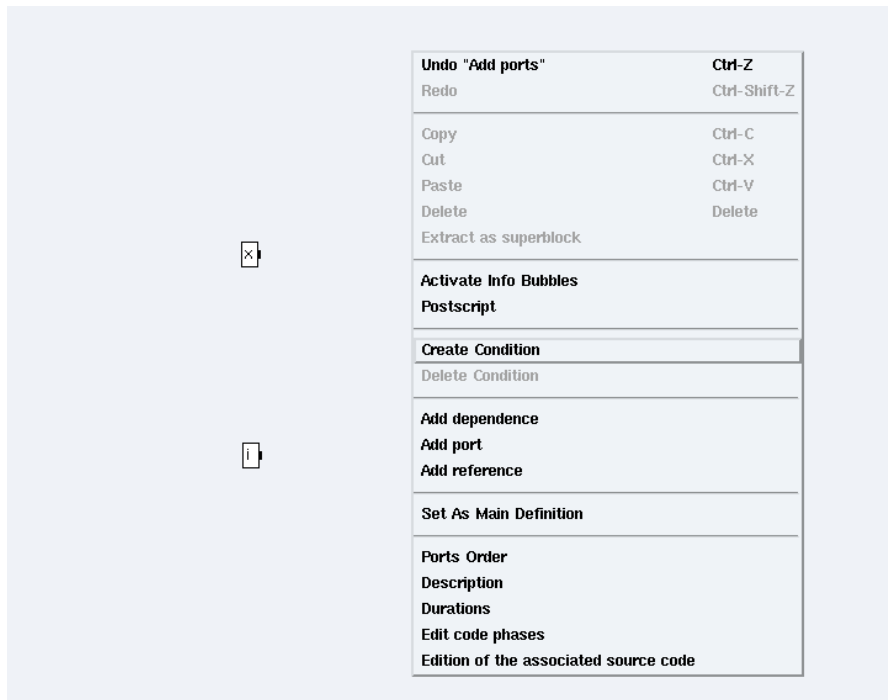 Undo "Add ports" Ctrl-Z
Redo Ctrl-Shift-Z
Copy Ctrl-C
Cut Ctrl-X
Paste Ctrl-V
Delete Delete
Extract as superblock
x
Activate Info Bubbles
Postscript
Create Condition
Delete Condition
Add dependence
Add port
i
Add reference
Set As Main Definition
Ports Order
Description
Durations
Edit code phases
Edition of the associated source code